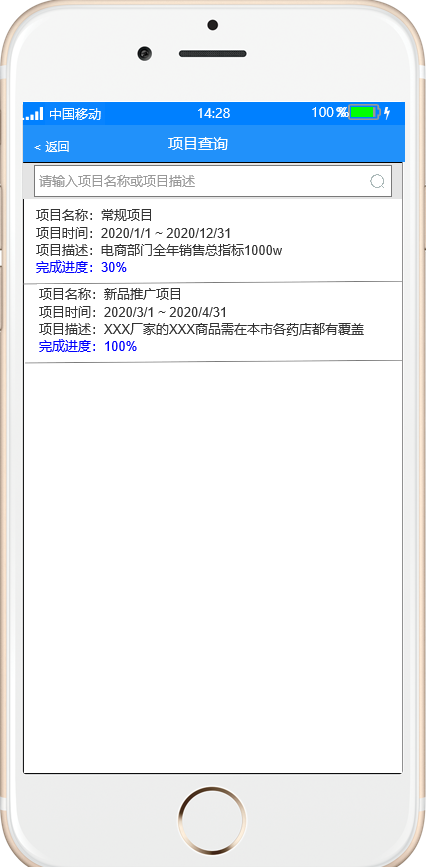 中国移动 14:28 100%
< 返回 项目查询
请输入项目名称或项目描述
项目名称：常规项目
项目时间：2020/1/1 ~ 2020/12/31
项目描述：电商部门全年销售总指标1000w
完成进度：30%
项目名称：新品推广项目
项目时间：2020/3/1 ~ 2020/4/31
项目描述：XXX厂家的XXX商品需在本市各药店都有覆盖
完成进度：100%